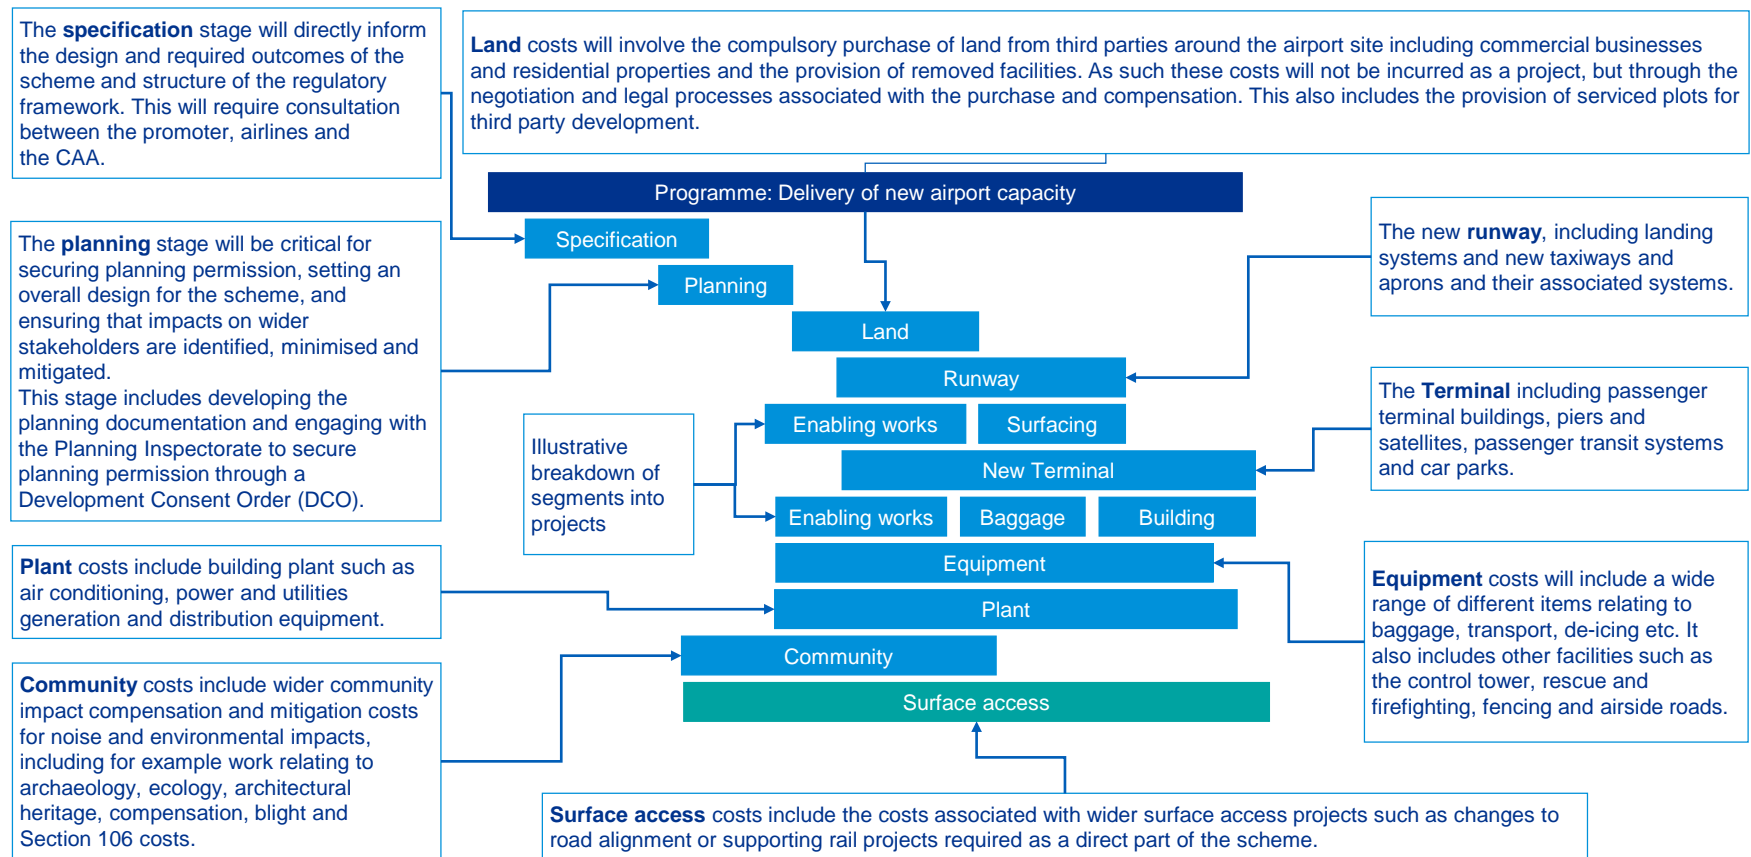 The specification stage will directly inform
the design and required outcomes of the
scheme and structure of the regulatory
framework. This will require consultation
between the promoter, airlines and
the CAA.
Land costs will involve the compulsory purchase of land from third parties around the airport site including commercial businesses
and residential properties and the provision of removed facilities. As such these costs will not be incurred as a project, but through the
negotiation and legal processes associated with the purchase and compensation. This also includes the provision of serviced plots for
third party development.
Programme: Delivery of new airport capacity
Specification
Planning
Land
Runway
Enabling works
Surfacing
New Terminal
Enabling works
Baggage
Building
Equipment
Plant
Community
Surface access
The planning stage will be critical for
securing planning permission, setting an
overall design for the scheme, and
ensuring that impacts on wider
stakeholders are identified, minimised and
mitigated.
This stage includes developing the
planning documentation and engaging with
the Planning Inspectorate to secure
planning permission through a
Development Consent Order (DCO).
Illustrative
breakdown of
segments into
projects
The new runway, including landing
systems and new taxiways and
aprons and their associated systems.
The Terminal including passenger
terminal buildings, piers and
satellites, passenger transit systems
and car parks.
Plant costs include building plant such as
air conditioning, power and utilities
generation and distribution equipment.
Equipment costs will include a wide
range of different items relating to
baggage, transport, de-icing etc. It
also includes other facilities such as
the control tower, rescue and
firefighting, fencing and airside roads.
Community costs include wider community
impact compensation and mitigation costs
for noise and environmental impacts,
including for example work relating to
archaeology, ecology, architectural
heritage, compensation, blight and
Section 106 costs.
Surface access costs include the costs associated with wider surface access projects such as changes to
road alignment or supporting rail projects required as a direct part of the scheme.